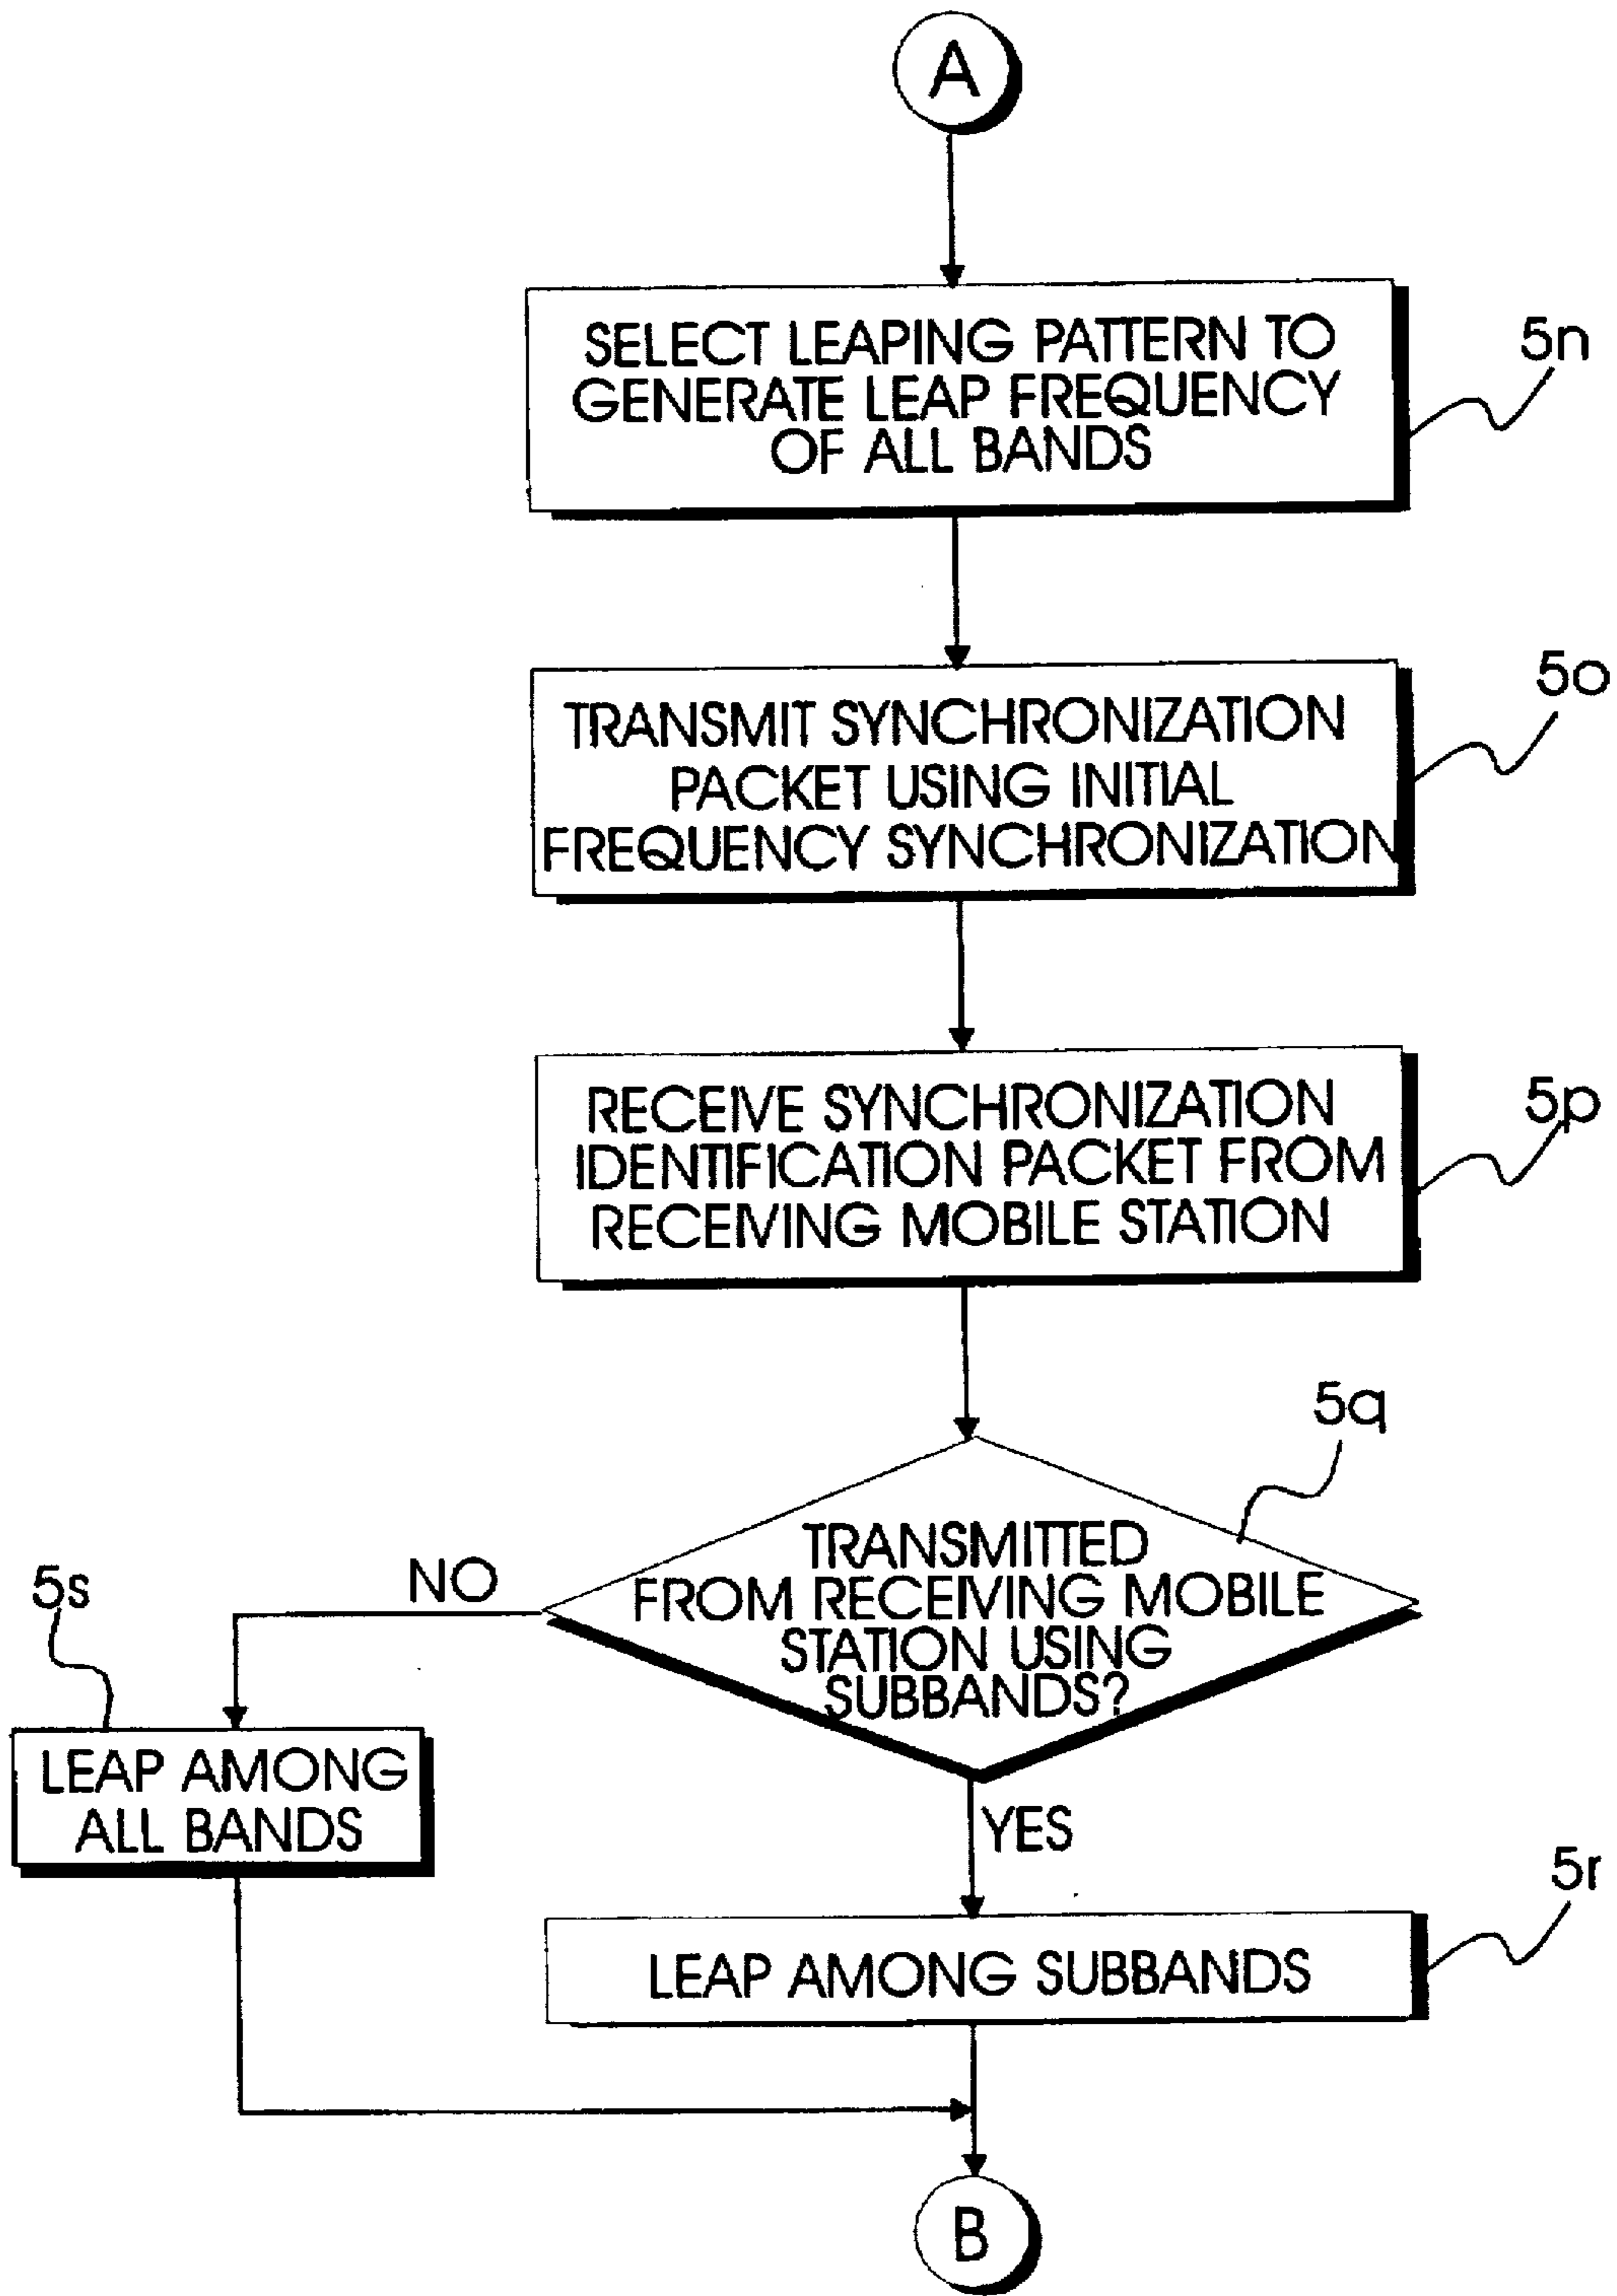 A
SELECT LEAPING PATTERN TO
GENERATE LEAP FREQUENCY
OF ALL BANDS
5n
TRANSMIT SYNCHRONIZATION
PACKET USING INITIAL
FREQUENCY SYNCHRONIZATION
5o
RECEIVE SYNCHRONIZATION
IDENTIFICATION PACKET FROM
RECEIVING MOBILE STATION
5p
5q
TRANSMITTED
FROM RECEIVING MOBILE
STATION USING
SUBBANDS?
NO
5s
LEAP AMONG
ALL BANDS
YES
5r
LEAP AMONG SUBBANDS
B